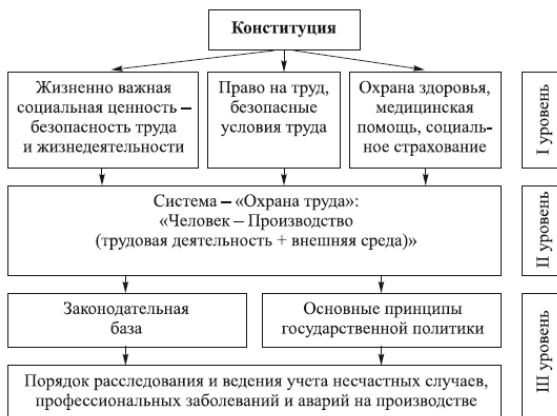 Конституция
Жизненно важная
социальная ценность –
безопасность труда
и жизнедеятельности
Право на труд,
безопасные
условия труда
Охрана здоровья,
медицинская
помощь, социаль-
ное страхование
I уровень
Система – «Охрана труда»:
«Человек – Производство
(трудовая деятельность + внешняя среда)»
II уровень
Законодательная
база
Основные принципы
государственной политики
Порядок расследования и ведения учета несчастных случаев,
профессиональных заболеваний и аварий на производстве
III уровень